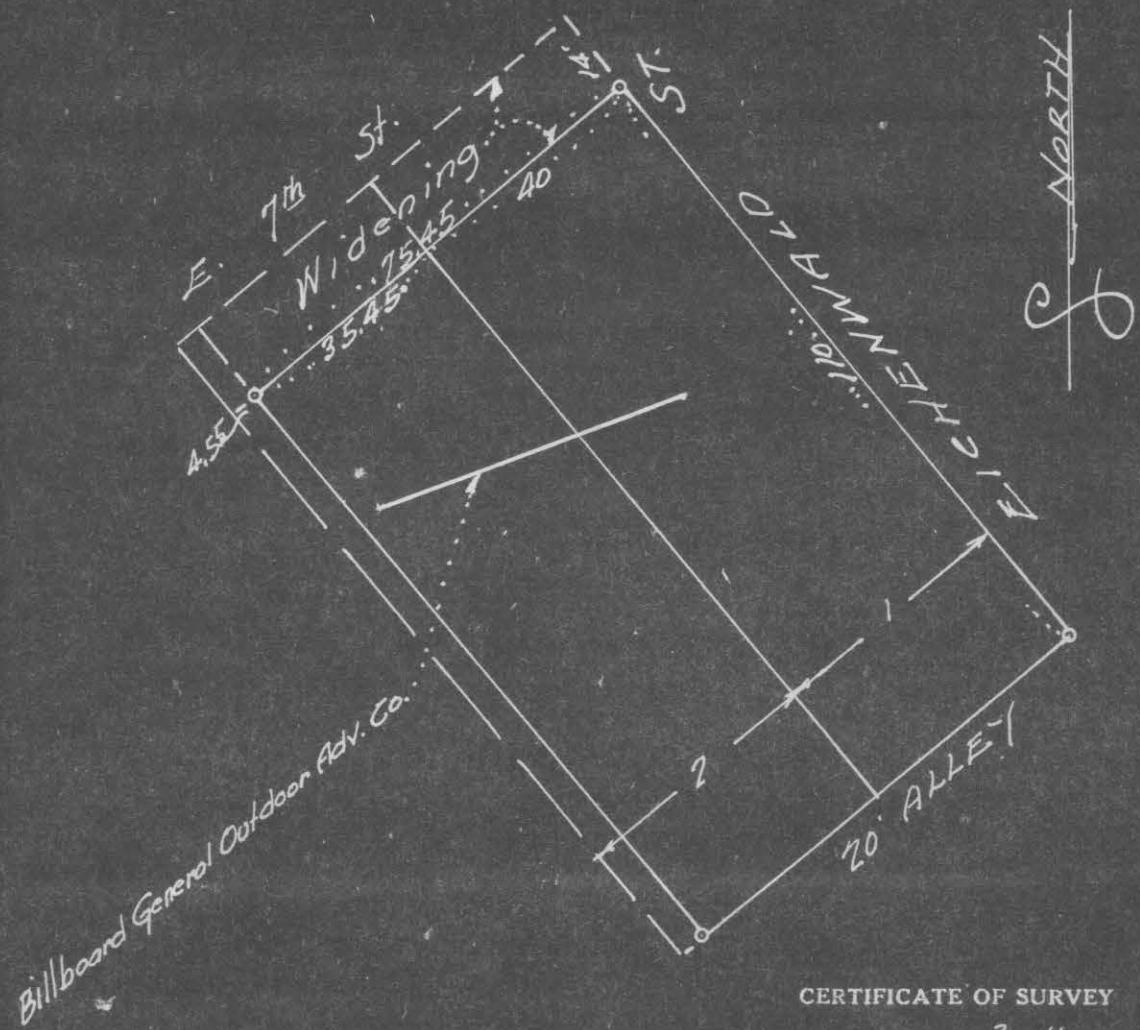 E. 7th St.
Widening
14'
ST.
NORTH
75.45
40
35.45
4.55
EICHENWALD
110
1
2
20' ALLEY
Billboard General Outdoor Adv. Co.
CERTIFICATE OF SURVEY